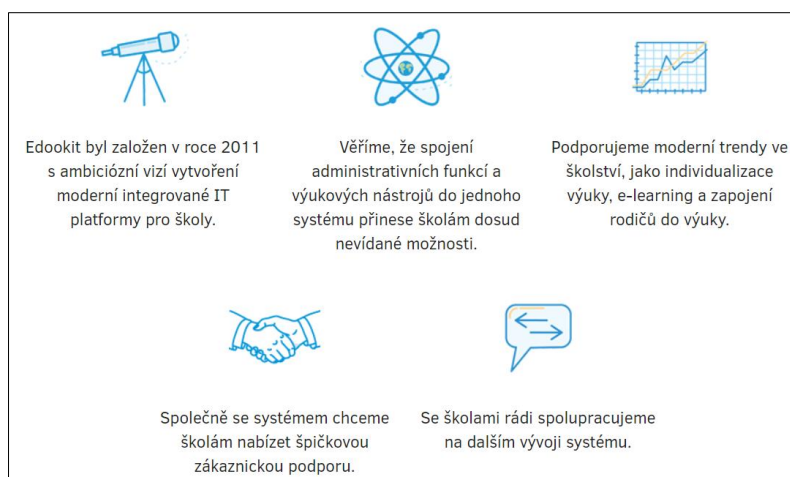 Edookit byl založen v roce 2011
s ambiciózní vizí vytvoření
moderní integrované IT
platformy pro školy.
Věříme, že spojení
administrativních funkcí a
výukových nástrojů do jednoho
systému přinese školám dosud
nevídané možnosti.
Podporujeme moderní trendy ve
školství, jako individualizace
výuky, e-learning a zapojení
rodičů do výuky.
Společně se systémem chceme
školám nabízet špičkovou
zákaznickou podporu.
Se školami rádi spolupracujeme
na dalším vývoji systému.